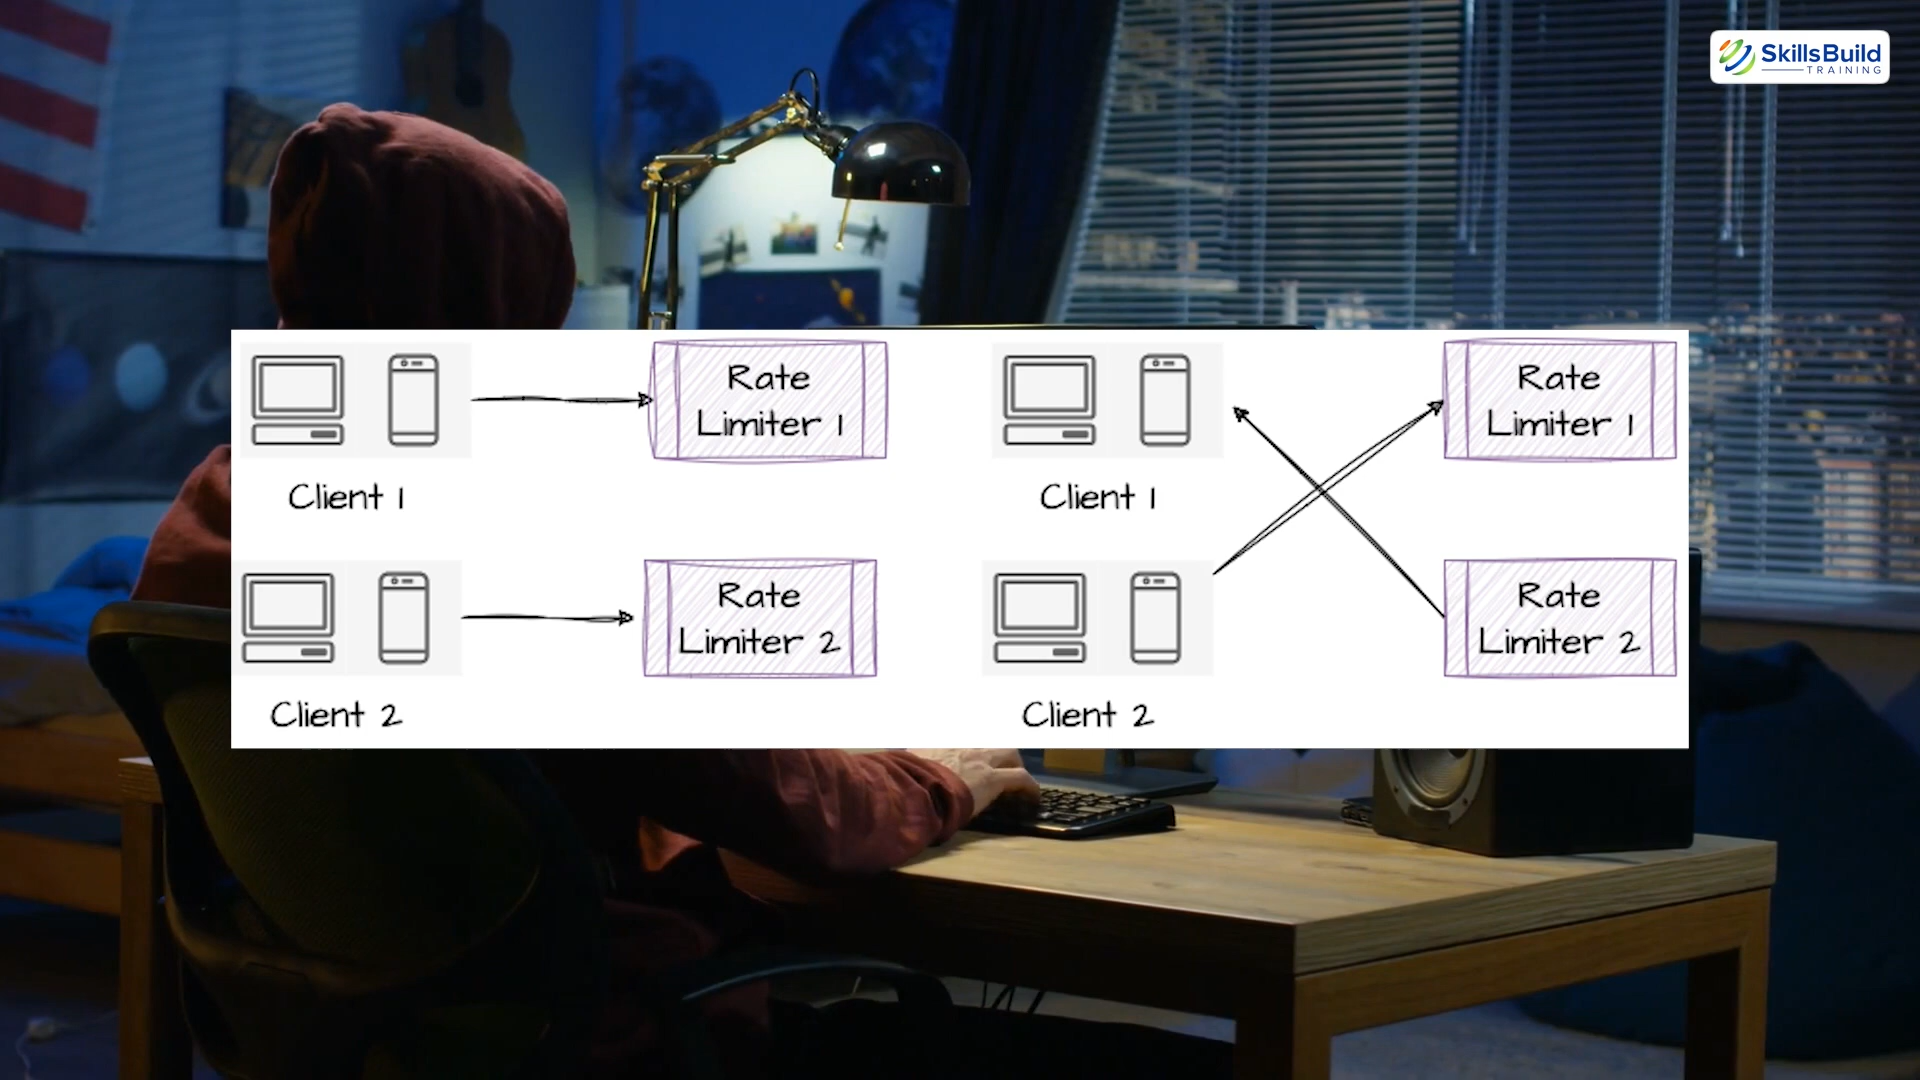 SkillsBuild
TRAINING
Rate
Limiter 1
Client 1
Rate
Limiter 2
Client 2
Rate
Limiter 1
Client 1
Rate
Limiter 2
Client 2